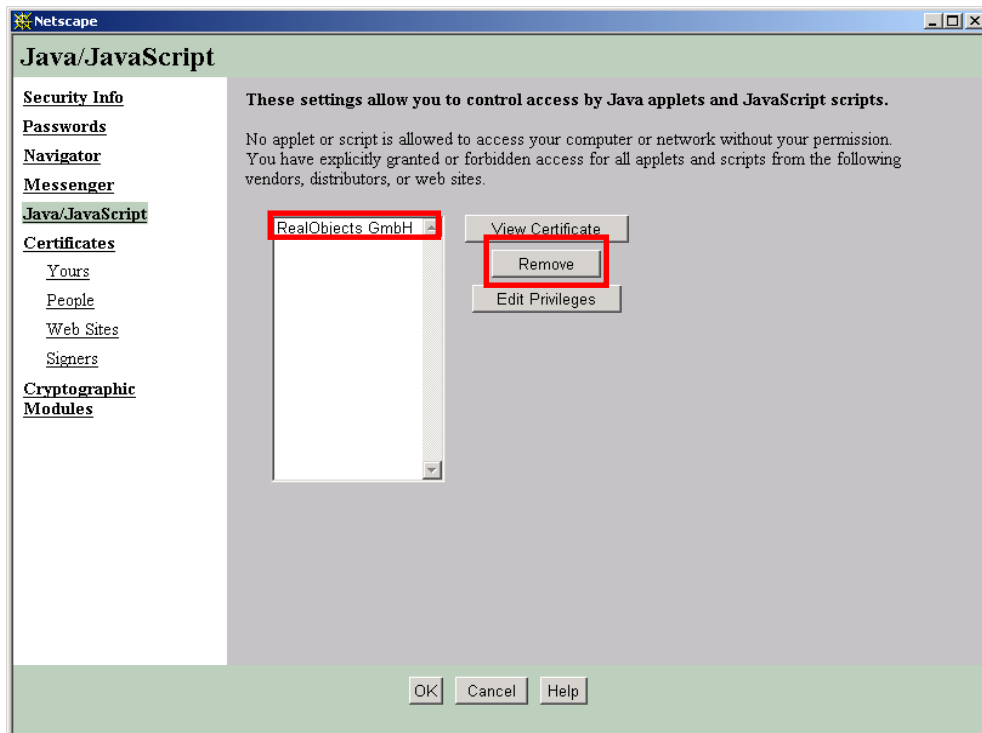 Netscape
Java/JavaScript
Security Info
Passwords
Navigator
Messenger
Java/JavaScript
Certificates
Yours
People
Web Sites
Signers
Cryptographic
Modules
These settings allow you to control access by Java applets and JavaScript scripts.
No applet or script is allowed to access your computer or network without your permission.
You have explicitly granted or forbidden access for all applets and scripts from the following
vendors, distributors, or web sites.
RealObjects GmbH
View Certificate
Remove
Edit Privileges
OK
Cancel
Help